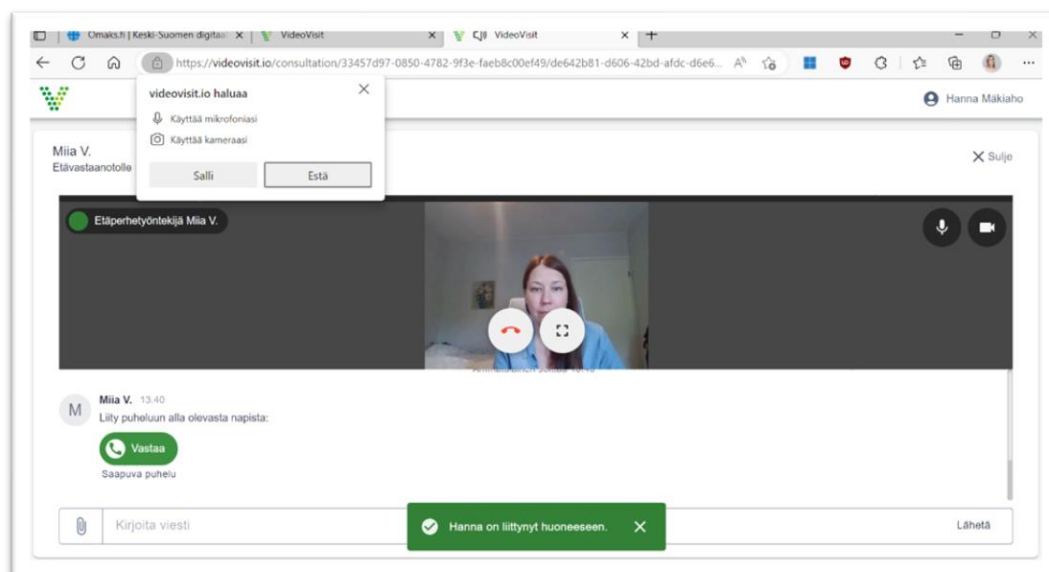 Omaks.fi | Keski-Suomen digitaal
VideoVisit
VideoVisit
https://videovisit.io/consultation/33457d97-0850-4782-9f3e-faeb8c00ef49/de642b81-d606-42bd-afdc-d6e6...
videovisit.io haluaa
Käyttää mikrofoniasi
Käyttää kameraasi
Salli
Estä
Hanna Mäkiaho
Miia V.
Etävastaanotolle
Sulje
Etäperhetyöntekijä Miia V.
M
Miia V. 13.40
Liity puheluun alla olevasta napista:
Vastaa
Saapuva puhelu
Kirjoita viesti
Hanna on liittynyt huoneeseen.
Lähetä